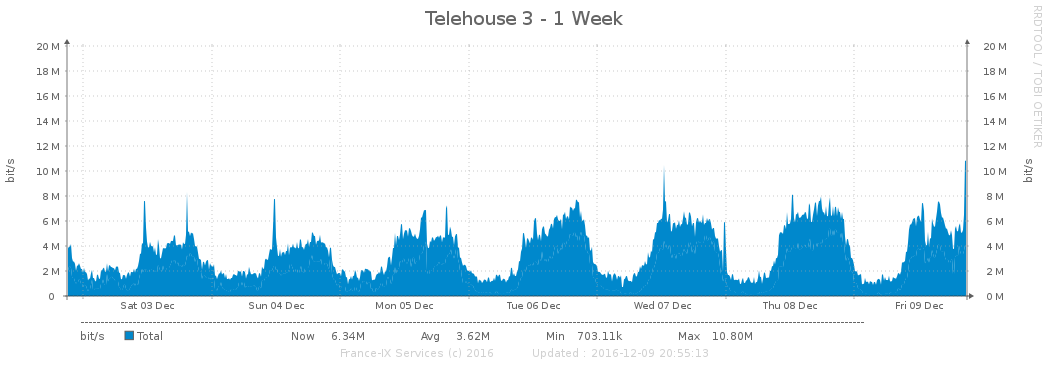 Telehouse 3 - 1 Week
RRDTOOL / TOBI OETIKER
20 M 20 M
18 M 18 M
16 M 16 M
14 M 14 M
12 M 12 M
10 M 10 M
8 M 8 M
6 M 6 M
4 M 4 M
2 M 2 M
0 0 M
bit/s bit/s
Sat 03 Dec Sun 04 Dec Mon 05 Dec Tue 06 Dec Wed 07 Dec Thu 08 Dec Fri 09 Dec
bit/s Total Now 6.34M Avg 3.62M Min 703.11k Max 10.80M
France-IX Services (c) 2016 Updated : 2016-12-09 20:55:13